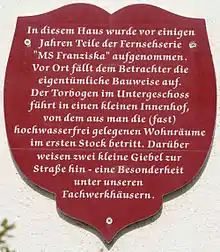 In diesem Haus wurde vor einigen
Jahren Teile der Fernsehserie
"MS Franziska" aufgenommen.
Vor Ort fällt dem Betrachter die
eigentümliche Bauweise auf.
Der Torbogen im Untergeschoss
führt in einen kleinen Innenhof,
von dem aus man die (fast)
hochwasserfrei gelegenen Wohnräume
im ersten Stock betritt. Darüber
weisen zwei kleine Giebel zur
Straße hin - eine Besonderheit
unter unseren
Fachwerkhäusern.